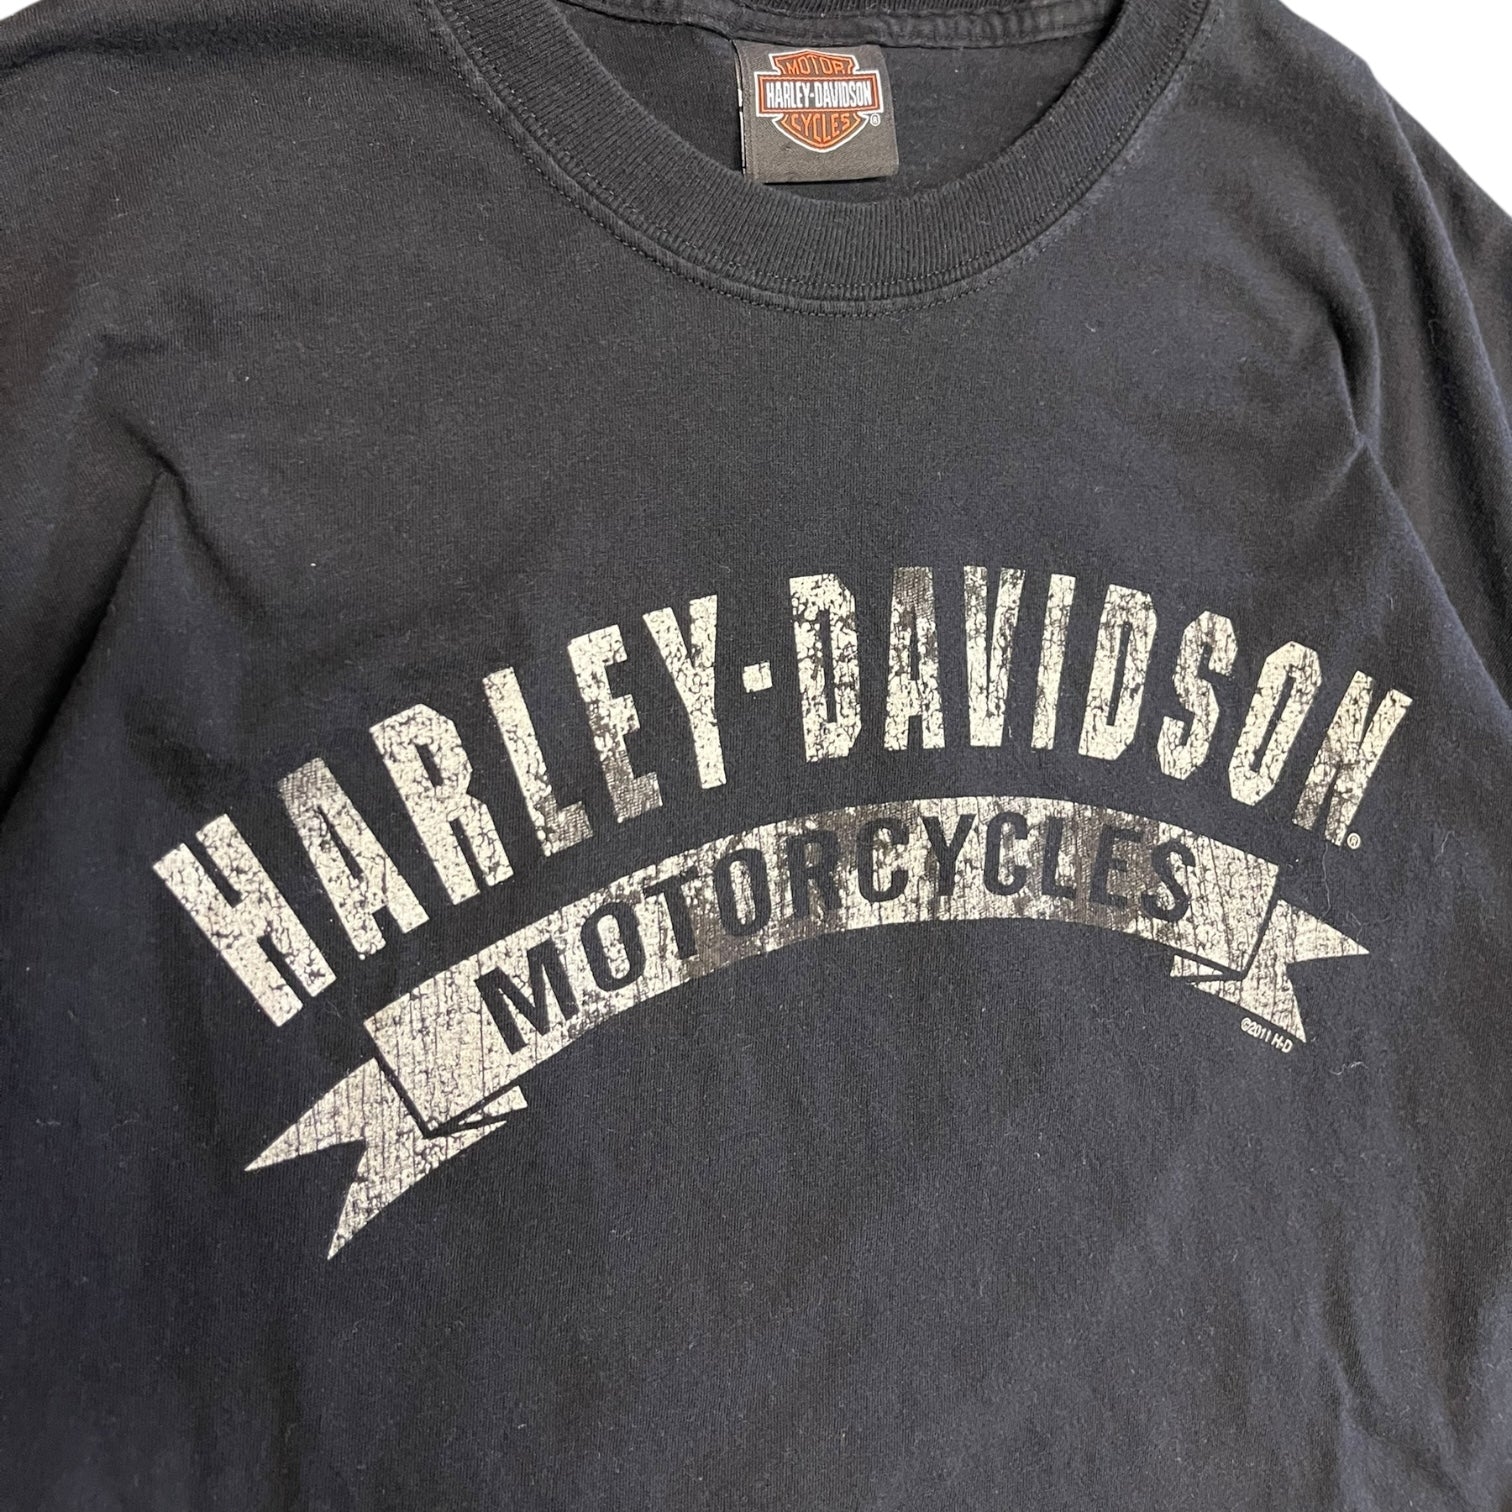 MOTOR
HARLEY-DAVIDSON
CYCLES
®
HARLEY-DAVIDSON®
MOTORCYCLES
©2011 H-D